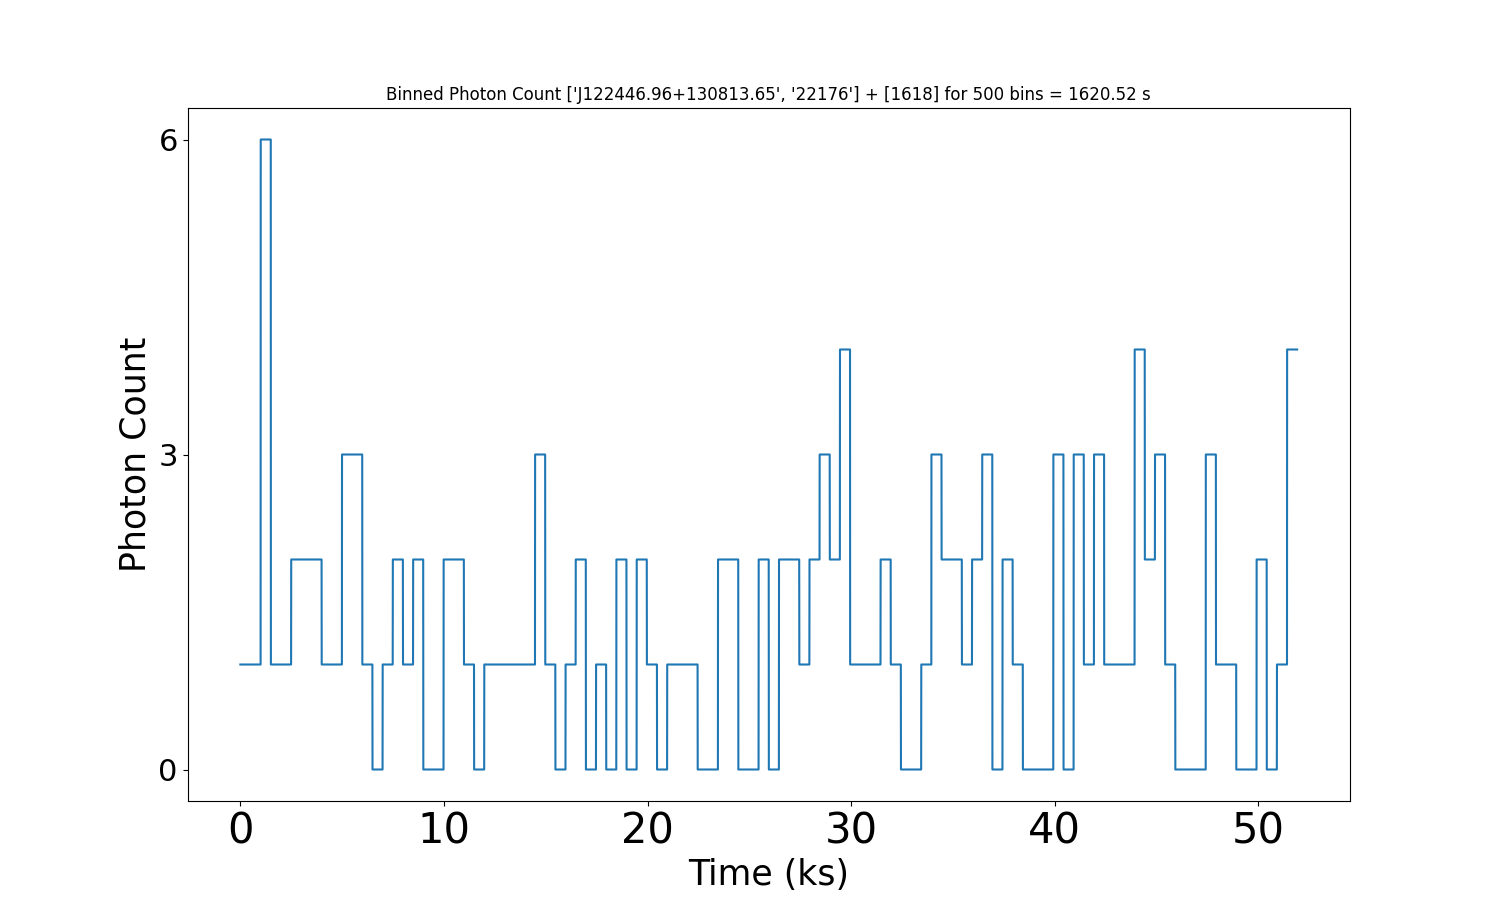 Binned Photon Count ['J122446.96+130813.65', '22176'] + [1618] for 500 bins = 1620.52 s
6
3
0
Photon Count
0 10 20 30 40 50
Time (ks)